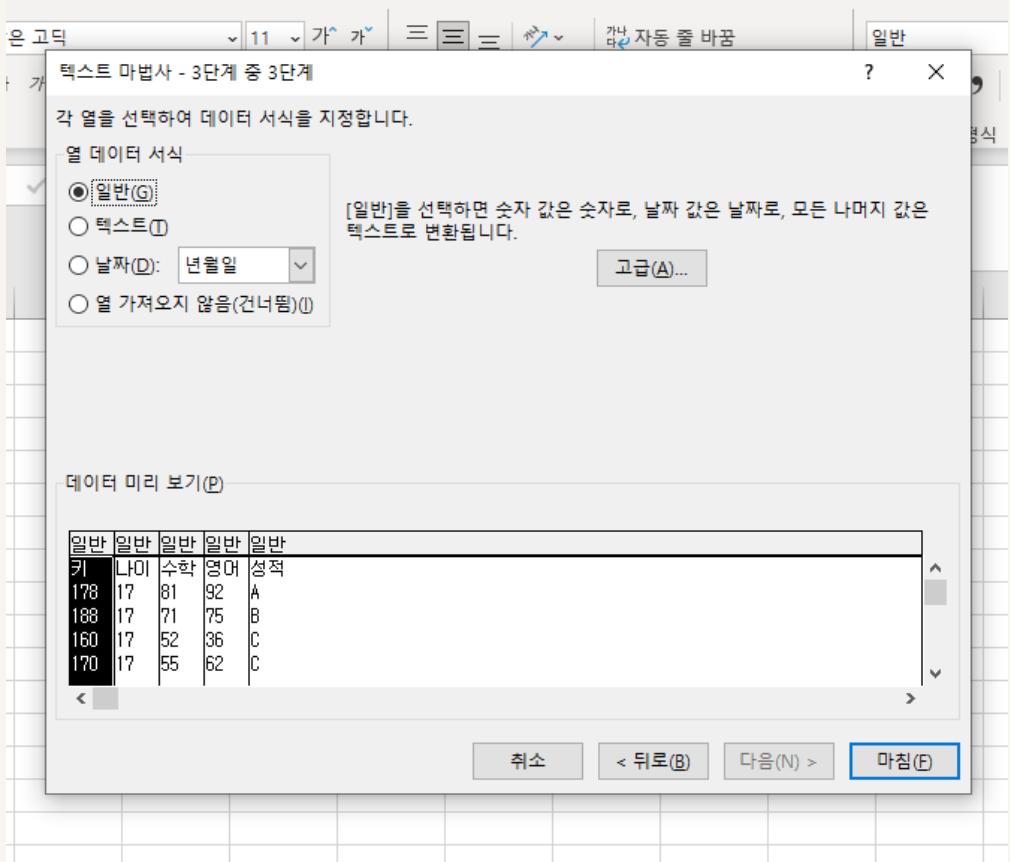 은 고딕 11 가 가 가나다 자동 줄 바꿈 일반
가
형식
텍스트 마법사 - 3단계 중 3단계 ? ×
각 열을 선택하여 데이터 서식을 지정합니다.
열 데이터 서식
일반(G)
텍스트(T)
날짜(D): 년월일
열 가져오지 않음(건너뜀)(I)
[일반]을 선택하면 숫자 값은 숫자로, 날짜 값은 날짜로, 모든 나머지 값은
텍스트로 변환됩니다.
고급(A)...
데이터 미리 보기(P)
일반 일반 일반 일반 일반
키 나이 수학 영어 성적
178 17 81 92 A
188 17 71 75 B
160 17 52 36 C
170 17 55 62 C
취소 < 뒤로(B) 다음(N) > 마침(F)